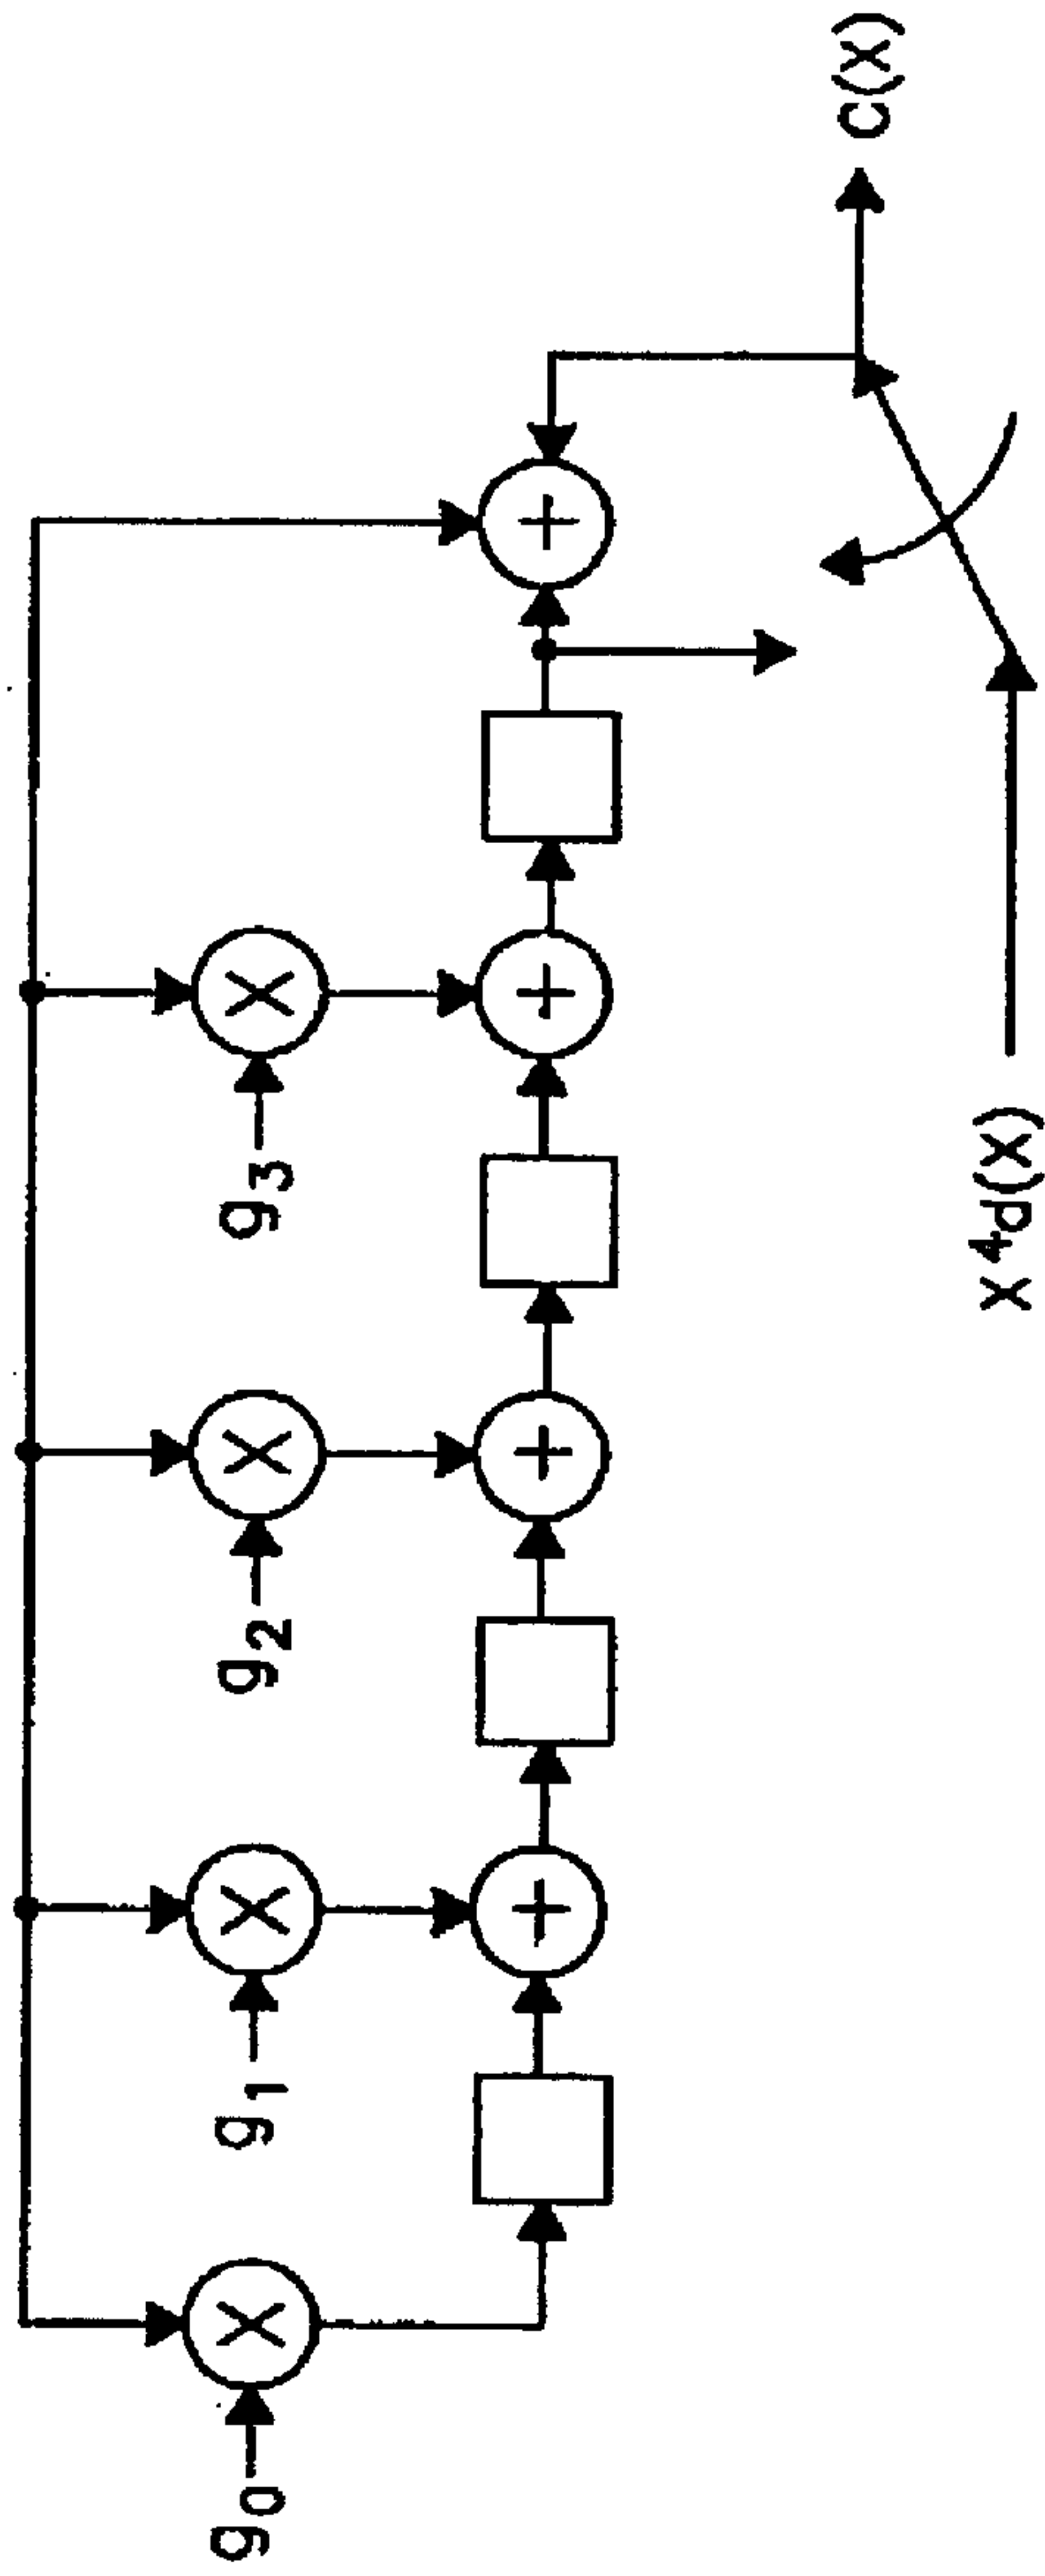 g₀
g₁
g₂
g₃
X⁴d(X)
C(X)